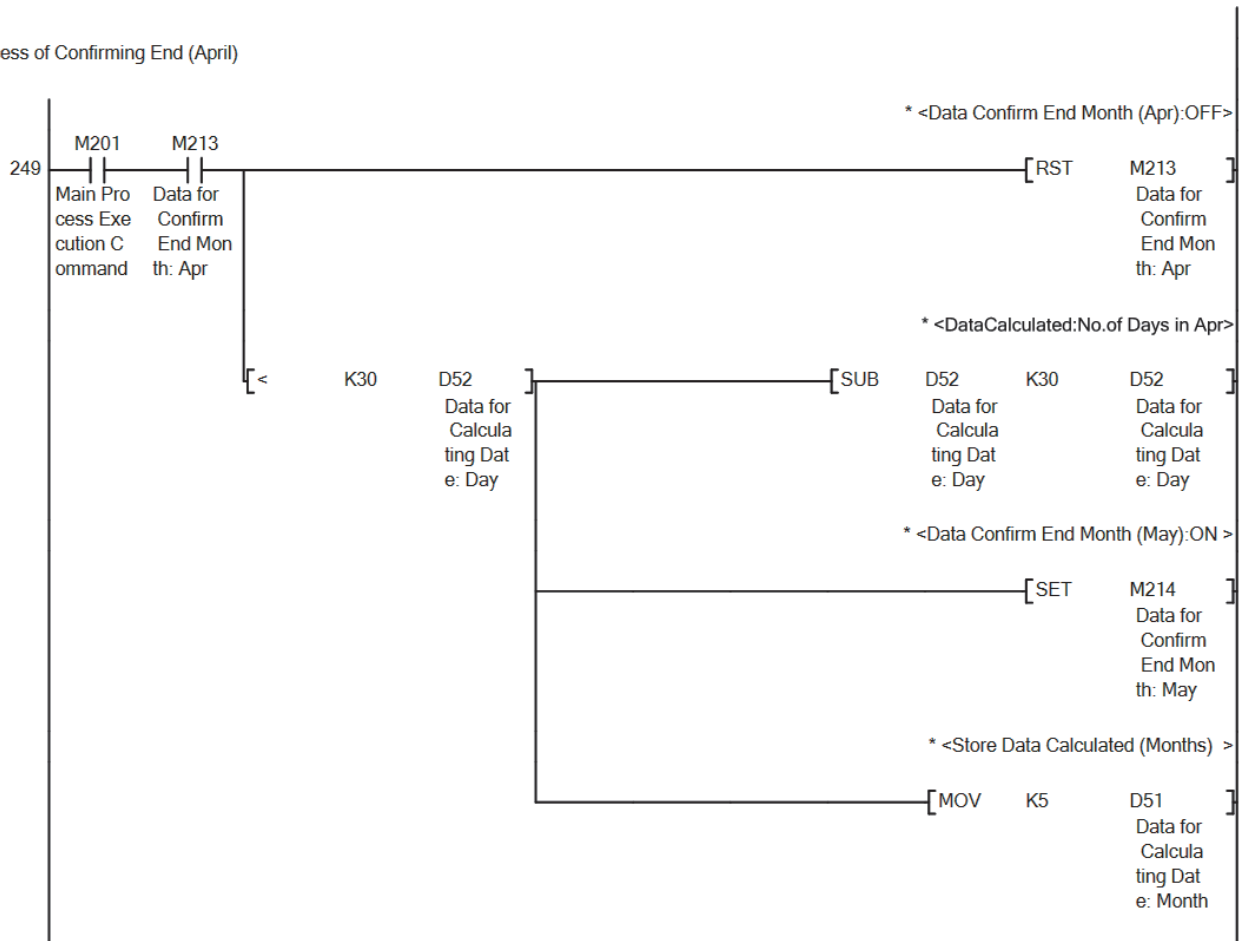 ess of Confirming End (April)
* <Data Confirm End Month (Apr):OFF>
M201 M213
249 [RST M213 ]
Main Pro Data for Data for
cess Exe Confirm Confirm
cution C End Mon End Mon
ommand th: Apr th: Apr
* <DataCalculated:No.of Days in Apr>
[< K30 D52 ] [SUB D52 K30 D52 ]
Data for Data for Data for
Calcula Calcula Calcula
ting Dat ting Dat ting Dat
e: Day e: Day e: Day
* <Data Confirm End Month (May):ON >
[SET M214 ]
Data for
Confirm
End Mon
th: May
* <Store Data Calculated (Months) >
[MOV K5 D51 ]
Data for
Calcula
ting Dat
e: Month